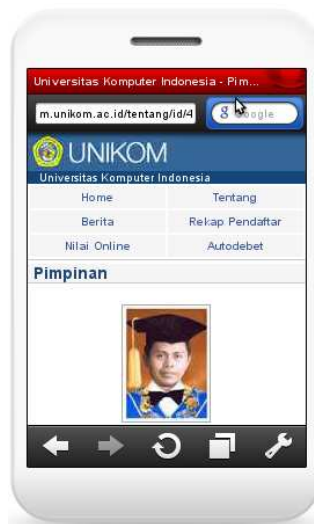 Universitas Komputer Indonesia - Pim...
m.unikom.ac.id/tentang/id/4
8 Google
UNIKOM
Universitas Komputer Indonesia
Home Tentang
Berita Rekap Pendaftar
Nilai Online Autodebet
Pimpinan